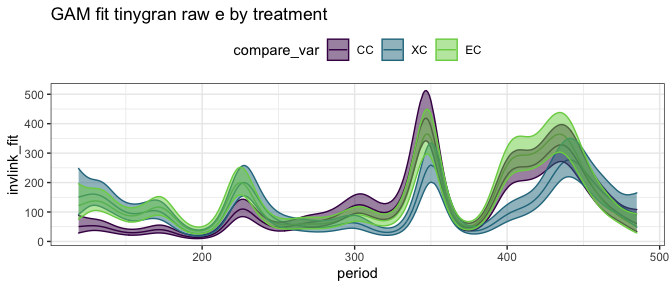 GAM fit tinygran raw e by treatment
compare_var CC XC EC
invlink_fit
500
400
300
200
100
0
200 300 400 500
period